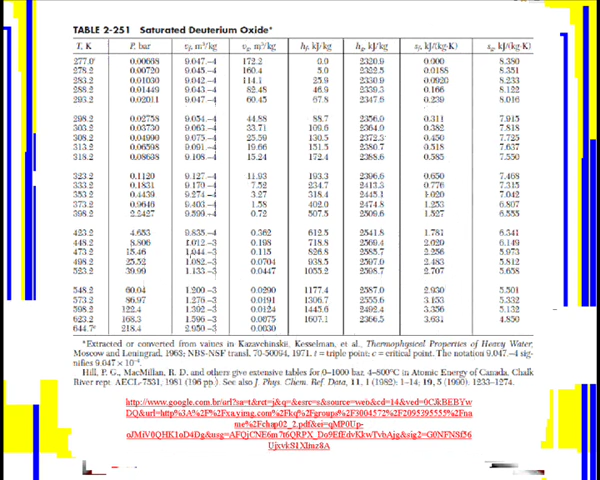 TABLE 2-251 Saturated Deuterium Oxide*
T, K P, bar vf, m³/kg vg, m³/kg hf, kJ/kg hg, kJ/kg sf, kJ/(kg·K) sg, kJ/(kg·K)
277.0t 0.00668 9.047.−4 172.2 0.0 2320.9 0.000 8.380
278.2 0.00720 9.045.−4 160.4 5.0 2322.5 0.0185 8.351
283.2 0.01030 9.042.−4 114.1 25.9 2330.9 0.0920 8.233
288.2 0.01449 9.043.−4 82.48 46.9 2339.3 0.166 8.122
293.2 0.02011 9.047.−4 60.45 67.8 2347.6 0.239 8.016
298.2 0.02758 9.054.−4 44.88 88.7 2356.0 0.311 7.915
303.2 0.03730 9.063.−4 33.71 109.6 2364.0 0.382 7.818
308.2 0.04990 9.075.−4 25.59 130.5 2372.3 0.450 7.725
313.2 0.06598 9.091.−4 19.66 151.5 2380.7 0.518 7.637
318.2 0.08638 9.108.−4 15.24 172.4 2388.6 0.585 7.550
323.2 0.1120 9.127.−4 11.93 193.3 2396.6 0.650 7.468
333.2 0.1831 9.170.−4 7.52 234.7 2413.3 0.776 7.315
353.2 0.4439 9.274.−4 3.27 318.4 2445.1 1.020 7.042
373.2 0.9646 9.403.−4 1.58 402.0 2474.8 1.253 6.807
398.2 2.2427 9.599.−4 0.72 507.5 2509.6 1.527 6.555
423.2 4.653 9.835.−4 0.362 612.5 2541.8 1.781 6.341
448.2 8.806 1.012.−3 0.198 718.8 2569.4 2.020 6.149
473.2 15.46 1.044.−3 0.115 826.8 2585.7 2.256 5.973
498.2 25.52 1.082.−3 0.0704 938.5 2597.0 2.483 5.812
523.2 39.99 1.133.−3 0.0447 1055.2 2598.7 2.707 5.658
548.2 60.04 1.200.−3 0.0290 1177.4 2587.0 2.930 5.501
573.2 86.97 1.276.−3 0.0191 1306.7 2555.6 3.153 5.332
598.2 122.4 1.392.−3 0.0124 1445.6 2492.4 3.356 5.132
623.2 168.3 1.596.−3 0.0075 1607.1 2366.5 3.631 4.850
644.7c 218.4 2.950.−3 0.0030
*Extracted or converted from values in Kazavchinskii, Kesselman, et al., Thermophysical Properties of Heavy Water,
Moscow and Leningrad, 1963; NBS-NSF transl. 70-50094, 1971. t = triple point; c = critical point. The notation 9.047.−4 sig-
nifies 9.047 × 10⁻⁴.
Hill, P. G., MacMillan, R. D. and others give extensive tables for 0–1000 bar, 4–800°C in Atomic Energy of Canada, Chalk
River rept. AECL-7531, 1981 (196 pp.). See also J. Phys. Chem. Ref. Data, 11, 1 (1982): 1–14; 19, 5 (1990): 1233–1274.